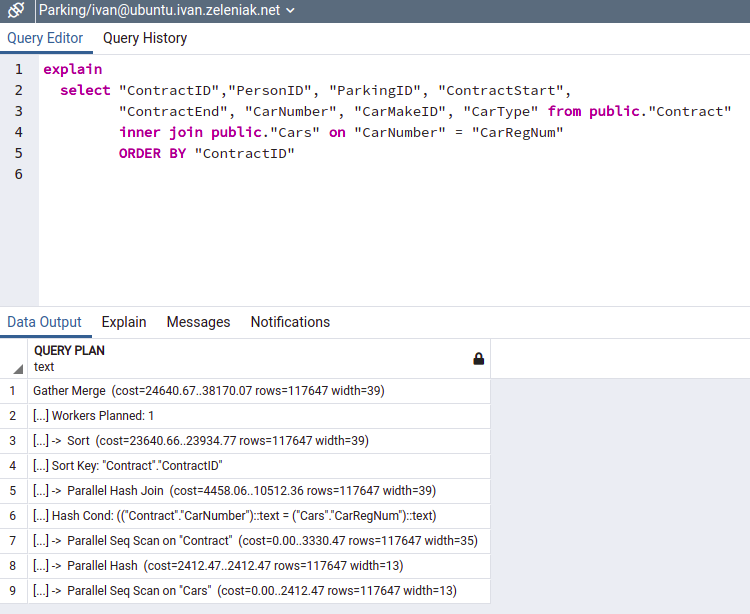 Parking/ivan@ubuntu.ivan.zeleniak.net
Query Editor Query History
1 explain
2 select "ContractID","PersonID", "ParkingID", "ContractStart",
3 "ContractEnd", "CarNumber", "CarMakeID", "CarType" from public."Contract"
4 inner join public."Cars" on "CarNumber" = "CarRegNum"
5 ORDER BY "ContractID"
6
Data Output Explain Messages Notifications
QUERY PLAN
text
1 Gather Merge (cost=24640.67..38170.07 rows=117647 width=39)
2 [...] Workers Planned: 1
3 [...] -> Sort (cost=23640.66..23934.77 rows=117647 width=39)
4 [...] Sort Key: "Contract"."ContractID"
5 [...] -> Parallel Hash Join (cost=4458.06..10512.36 rows=117647 width=39)
6 [...] Hash Cond: (("Contract"."CarNumber")::text = ("Cars"."CarRegNum")::text)
7 [...] -> Parallel Seq Scan on "Contract" (cost=0.00..3330.47 rows=117647 width=35)
8 [...] -> Parallel Hash (cost=2412.47..2412.47 rows=117647 width=13)
9 [...] -> Parallel Seq Scan on "Cars" (cost=0.00..2412.47 rows=117647 width=13)